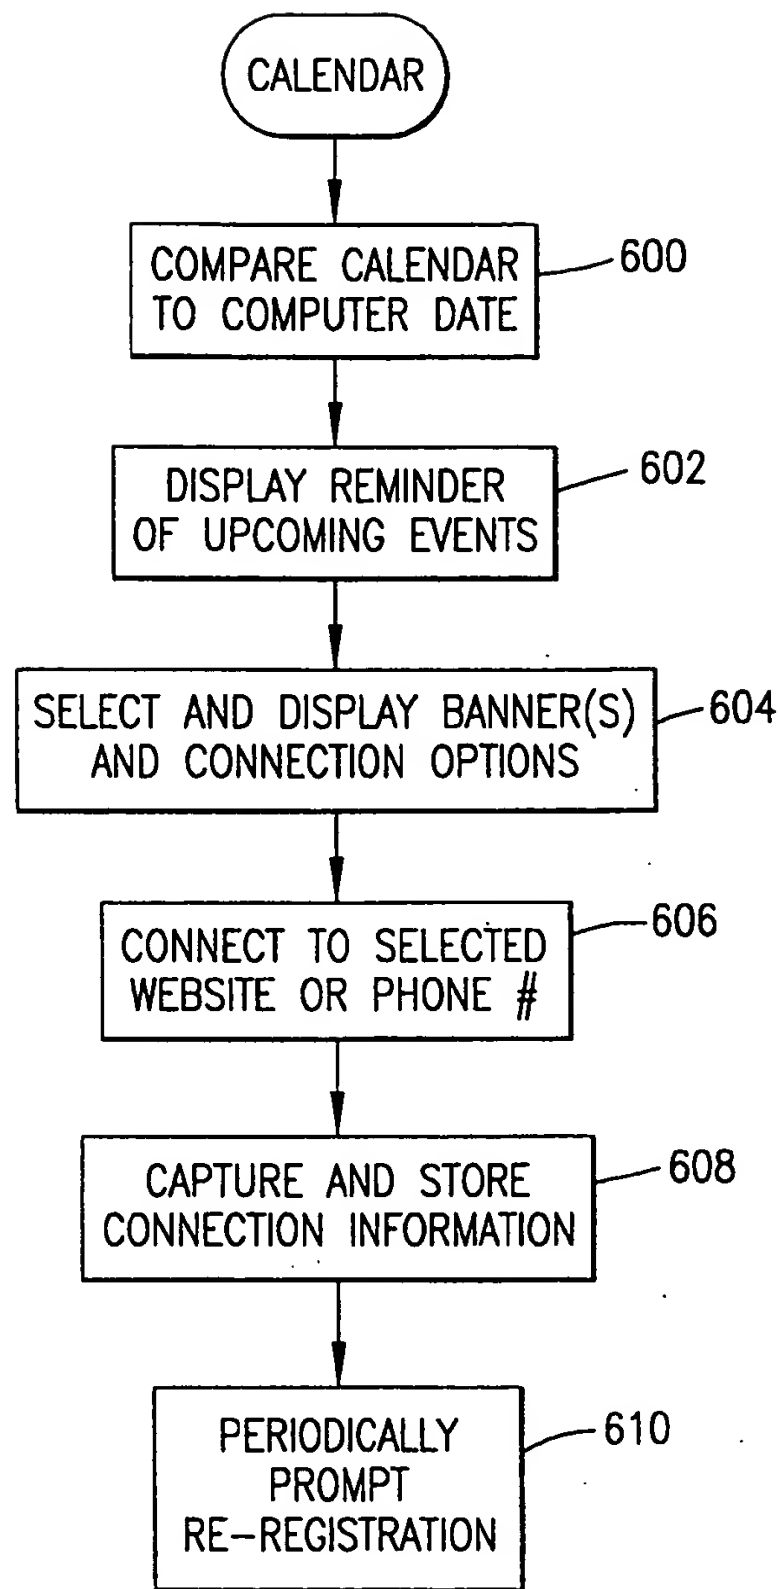 CALENDAR
COMPARE CALENDAR
TO COMPUTER DATE
600
DISPLAY REMINDER
OF UPCOMING EVENTS
602
SELECT AND DISPLAY BANNER(S)
AND CONNECTION OPTIONS
604
CONNECT TO SELECTED
WEBSITE OR PHONE #
606
CAPTURE AND STORE
CONNECTION INFORMATION
608
PERIODICALLY
PROMPT
RE-REGISTRATION
610